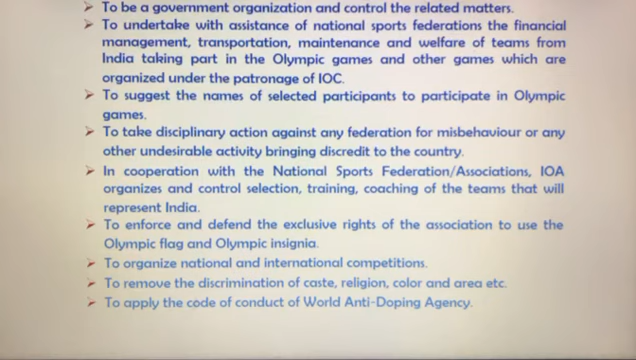 ➢ To be a government organization and control the related matters.
➢ To undertake with assistance of national sports federations the financial
management, transportation, maintenance and welfare of teams from
India taking part in the Olympic games and other games which are
organized under the patronage of IOC.
➢ To suggest the names of selected participants to participate in Olympic
games.
➢ To take disciplinary action against any federation for misbehaviour or any
other undesirable activity bringing discredit to the country.
➢ In cooperation with the National Sports Federation/Associations, IOA
organizes and control selection, training, coaching of the teams that will
represent India.
➢ To enforce and defend the exclusive rights of the association to use the
Olympic flag and Olympic insignia.
➢ To organize national and international competitions.
➢ To remove the discrimination of caste, religion, color and area etc.
➢ To apply the code of conduct of World Anti-Doping Agency.